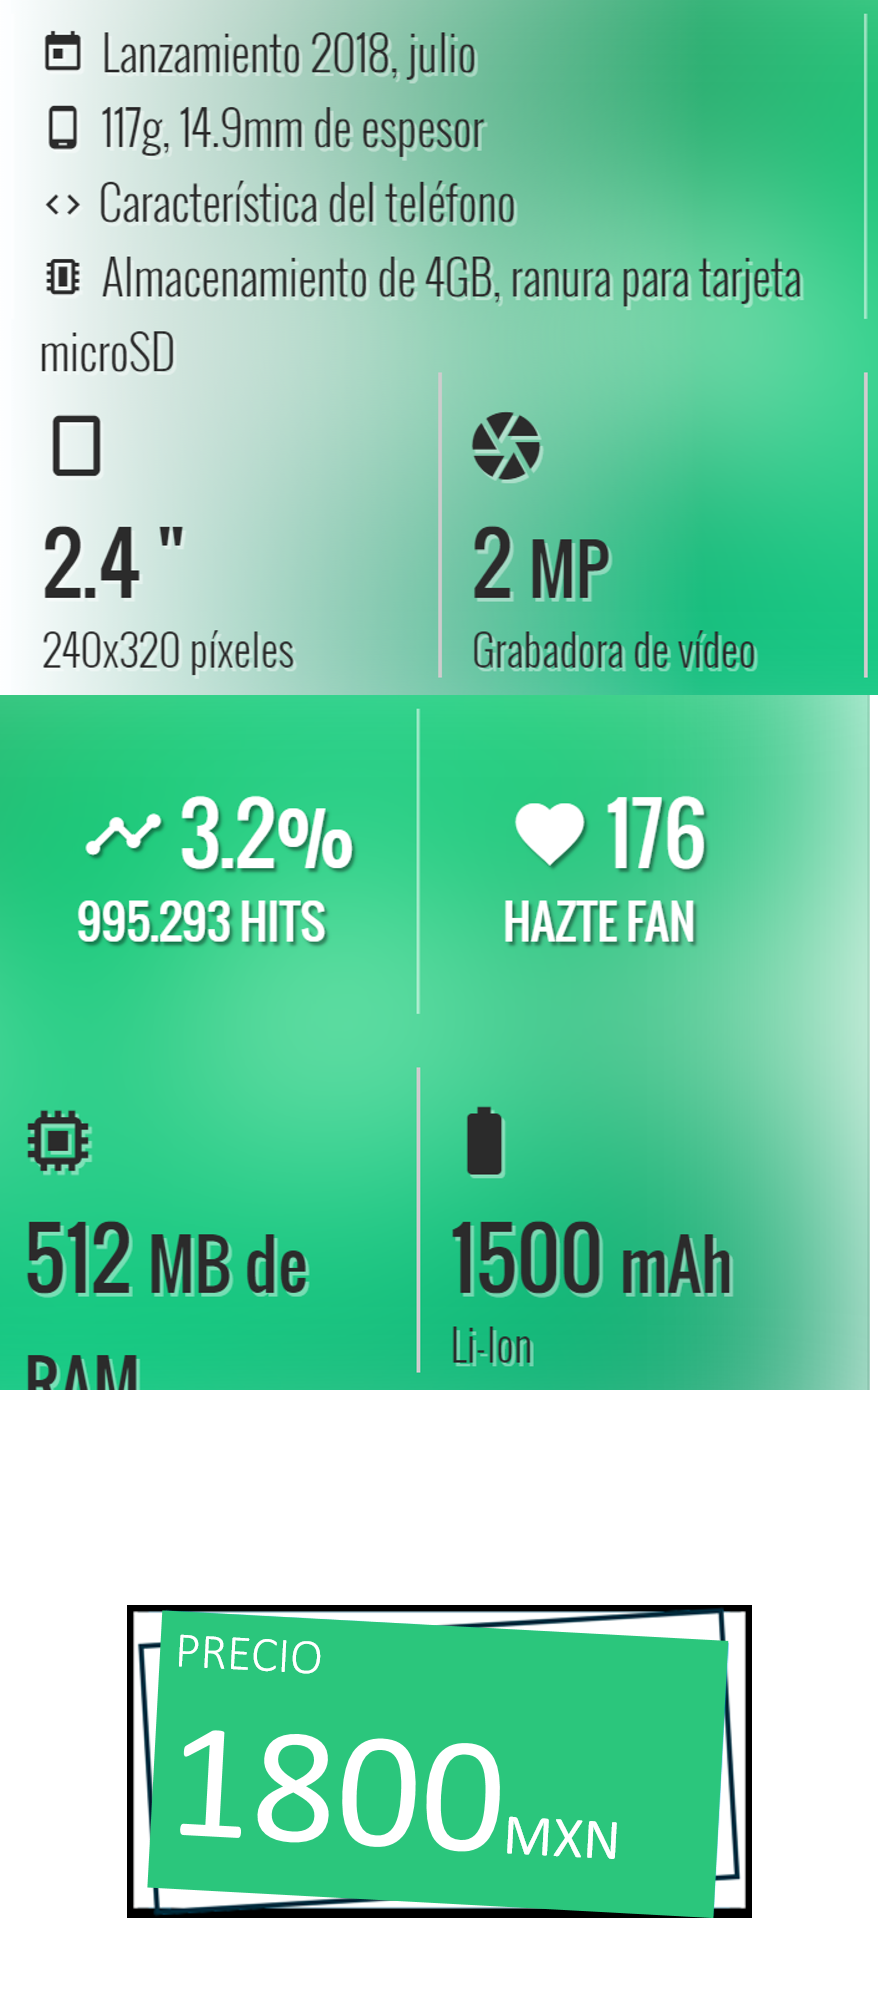 Lanzamiento 2018, julio
117g, 14.9mm de espesor
Característica del teléfono
Almacenamiento de 4GB, ranura para tarjeta
microSD
2.4 "
240x320 píxeles
2 MP
Grabadora de vídeo
3.2%
995.293 HITS
176
HAZTE FAN
512 MB de
RAM
1500 mAh
Li-Ion
PRECIO
1800 MXN